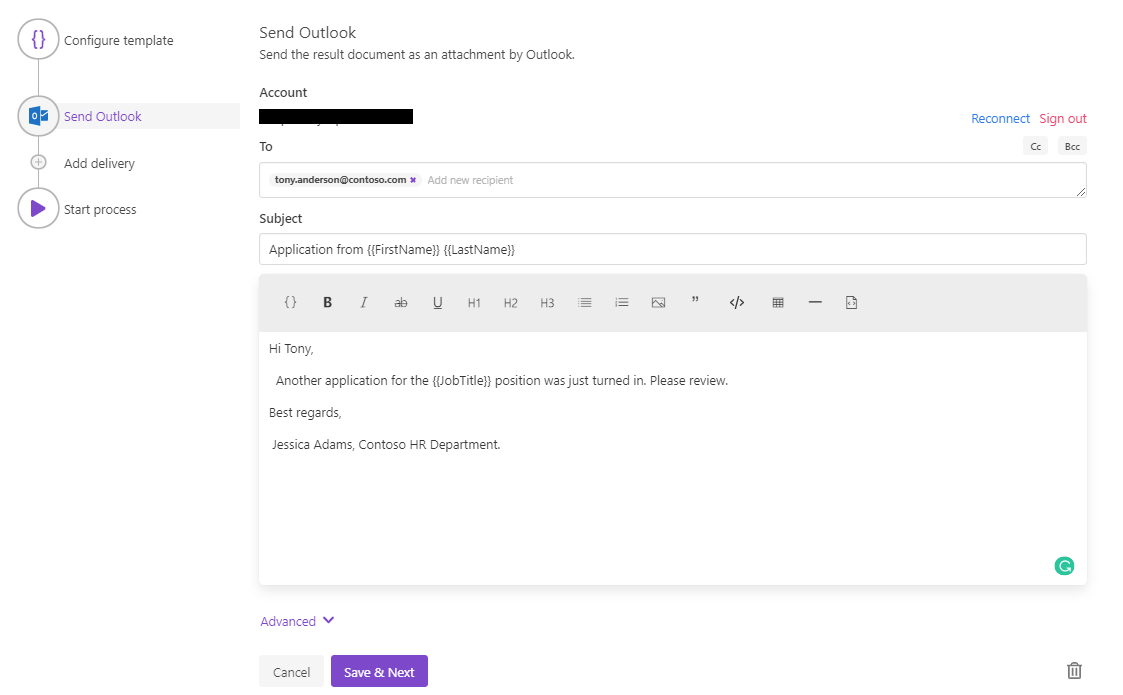 {} Configure template
Send Outlook
Add delivery
Start process
Send Outlook
Send the result document as an attachment by Outlook.
Account
Reconnect Sign out
To Cc Bcc
tony.anderson@contoso.com × Add new recipient
Subject
Application from {{FirstName}} {{LastName}}
{} B I ab U H1 H2 H3 ” </> —
Hi Tony,
Another application for the {{JobTitle}} position was just turned in. Please review.
Best regards,
Jessica Adams, Contoso HR Department.
Advanced
Cancel Save & Next